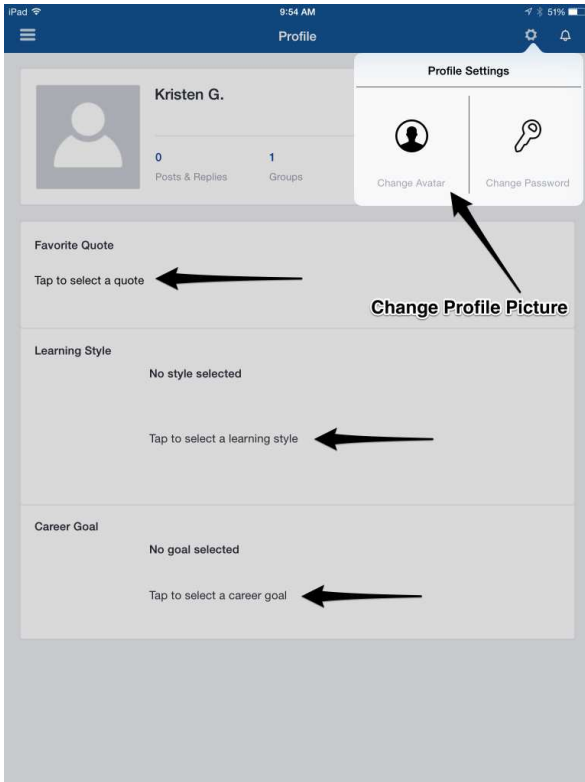 iPad 9:54 AM 51%
Profile
Profile Settings
Kristen G.
0 1
Posts & Replies Groups
Change Avatar Change Password
Favorite Quote
Tap to select a quote
Change Profile Picture
Learning Style
No style selected
Tap to select a learning style
Career Goal
No goal selected
Tap to select a career goal